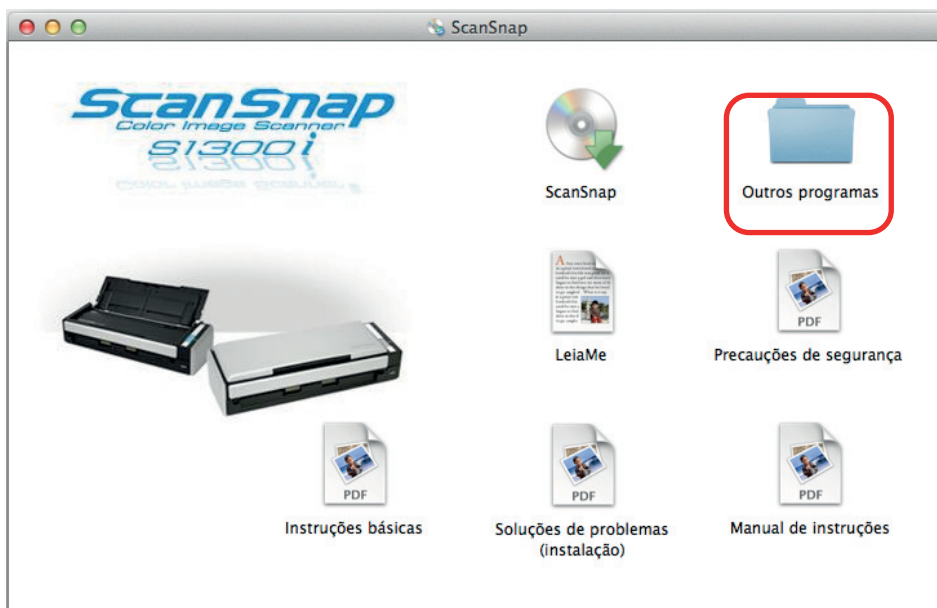 ScanSnap
ScanSnap
Color Image Scanner
S1300i
ScanSnap
Outros programas
LeiaMe
PDF
Precauções de segurança
PDF
Instruções básicas
PDF
Soluções de problemas
(instalação)
PDF
Manual de instruções